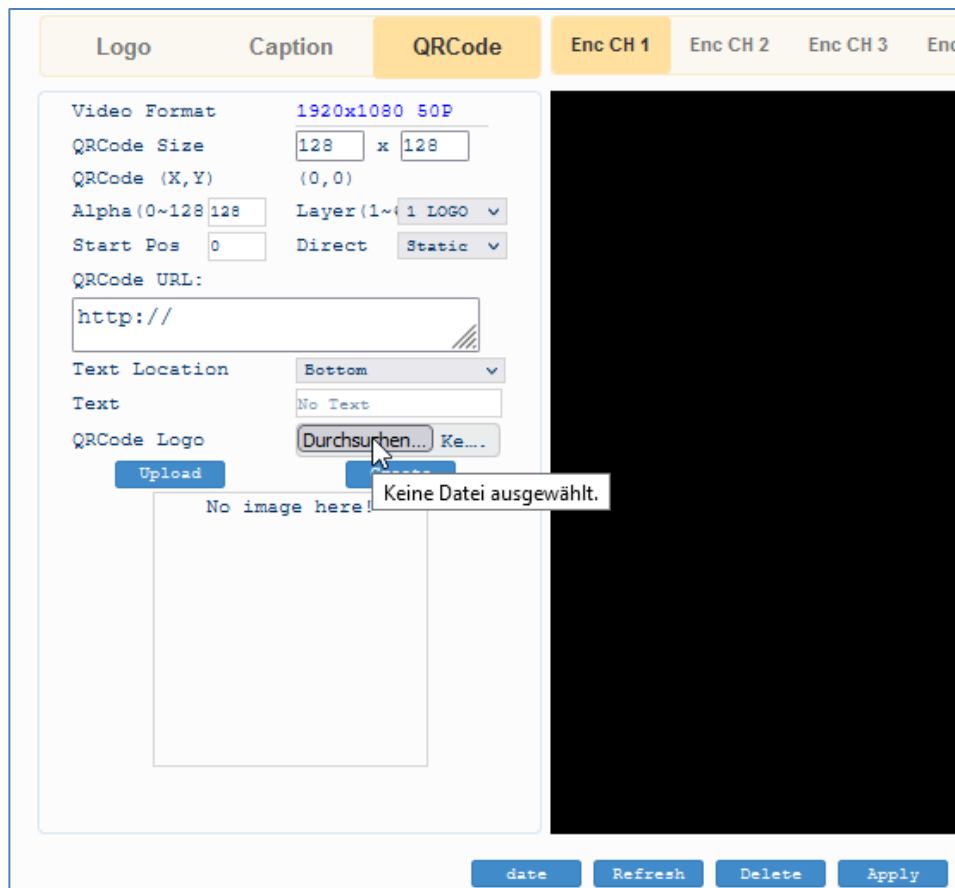 Logo Caption QRCode Enc CH 1 Enc CH 2 Enc CH 3 Enc
Video Format 1920x1080 50P
QRCode Size 128 x 128
QRCode (X,Y) (0,0)
Alpha(0~128 128 Layer(1~ 1 LOGO
Start Pos 0 Direct Static
QRCode URL:
http://
Text Location Bottom
Text No Text
QRCode Logo Durchsuchen... Ke….
Upload
Keine Datei ausgewählt.
No image here!
date Refresh Delete Apply